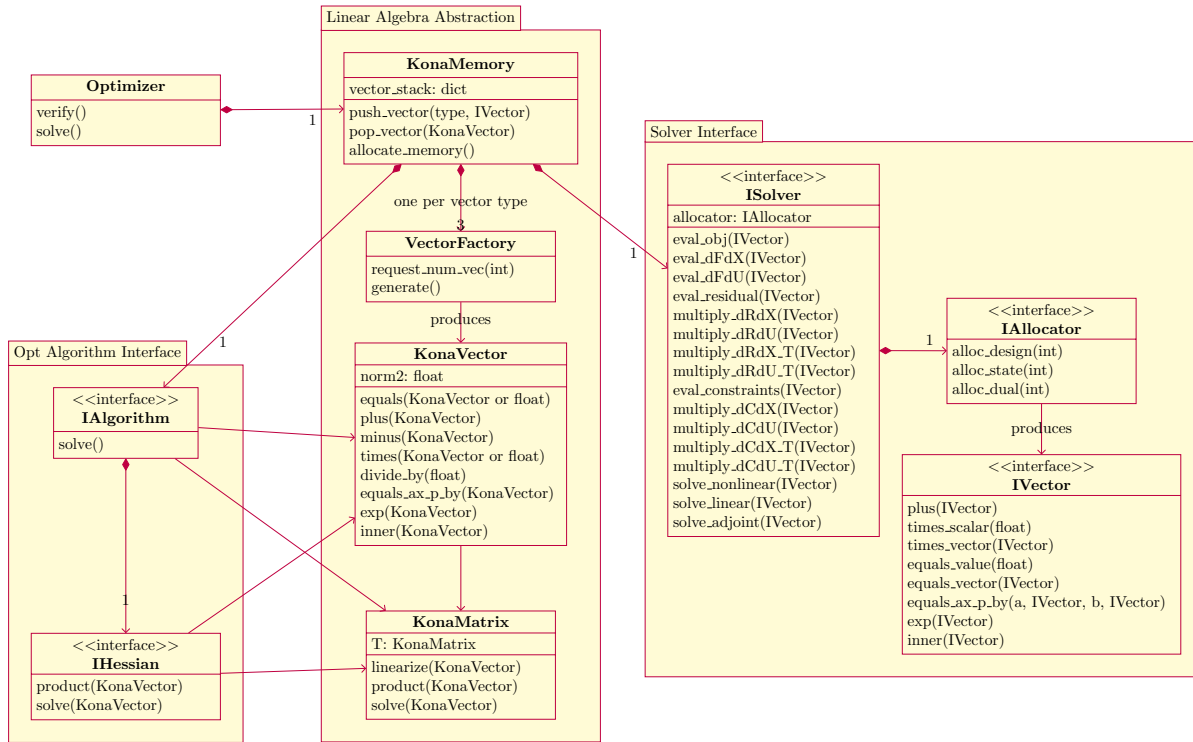 Optimizer
verify()
solve()
1
Linear Algebra Abstraction
KonaMemory
vector_stack: dict
push_vector(type, IVector)
pop_vector(KonaVector)
allocate_memory()
one per vector type
3
VectorFactory
request_num_vec(int)
generate()
produces
KonaVector
norm2: float
equals(KonaVector or float)
plus(KonaVector)
minus(KonaVector)
times(KonaVector or float)
divide_by(float)
equals_ax_p_by(KonaVector)
exp(KonaVector)
inner(KonaVector)
KonaMatrix
T: KonaMatrix
linearize(KonaVector)
product(KonaVector)
solve(KonaVector)
1
Opt Algorithm Interface
<<interface>>
IAlgorithm
solve()
1
<<interface>>
IHessian
product(KonaVector)
solve(KonaVector)
1
Solver Interface
<<interface>>
ISolver
allocator: IAllocator
eval_obj(IVector)
eval_dFdX(IVector)
eval_dFdU(IVector)
eval_residual(IVector)
multiply_dRdX(IVector)
multiply_dRdU(IVector)
multiply_dRdX_T(IVector)
multiply_dRdU_T(IVector)
eval_constraints(IVector)
multiply_dCdX(IVector)
multiply_dCdU(IVector)
multiply_dCdX_T(IVector)
multiply_dCdU_T(IVector)
solve_nonlinear(IVector)
solve_linear(IVector)
solve_adjoint(IVector)
1
<<interface>>
IAllocator
alloc_design(int)
alloc_state(int)
alloc_dual(int)
produces
<<interface>>
IVector
plus(IVector)
times_scalar(float)
times_vector(IVector)
equals_value(float)
equals_vector(IVector)
equals_ax_p_by(a, IVector, b, IVector)
exp(IVector)
inner(IVector)